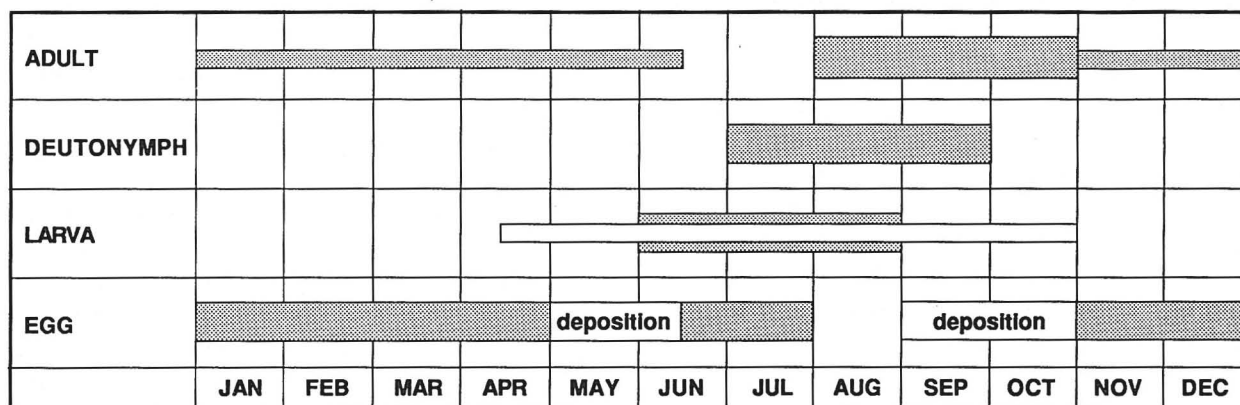 ADULT
DEUTONYMPH
LARVA
EGG deposition deposition
JAN FEB MAR APR MAY JUN JUL AUG SEP OCT NOV DEC